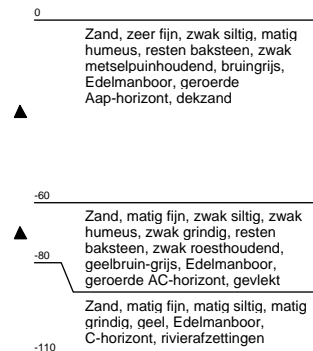 0
Zand, zeer fijn, zwak siltig, matig
humeus, resten baksteen, zwak
metselpuinhoudend, bruingrijs,
Edelmanboor, geroerde
Aap-horizont, dekzand
-60
Zand, matig fijn, zwak siltig, zwak
humeus, zwak grindig, resten
baksteen, zwak roesthoudend,
geelbruin-grijs, Edelmanboor,
geroerde AC-horizont, gevlekt
-80
Zand, matig fijn, matig siltig, matig
grindig, geel, Edelmanboor,
C-horizont, rivierafzettingen
-110